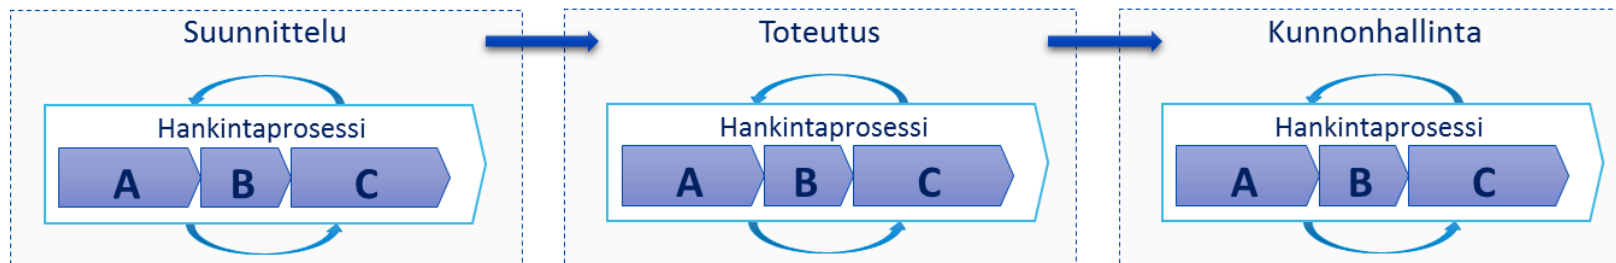 Suunnittelu
Hankintaprosessi
A B C
Toteutus
Hankintaprosessi
A B C
Kunnonhallinta
Hankintaprosessi
A B C